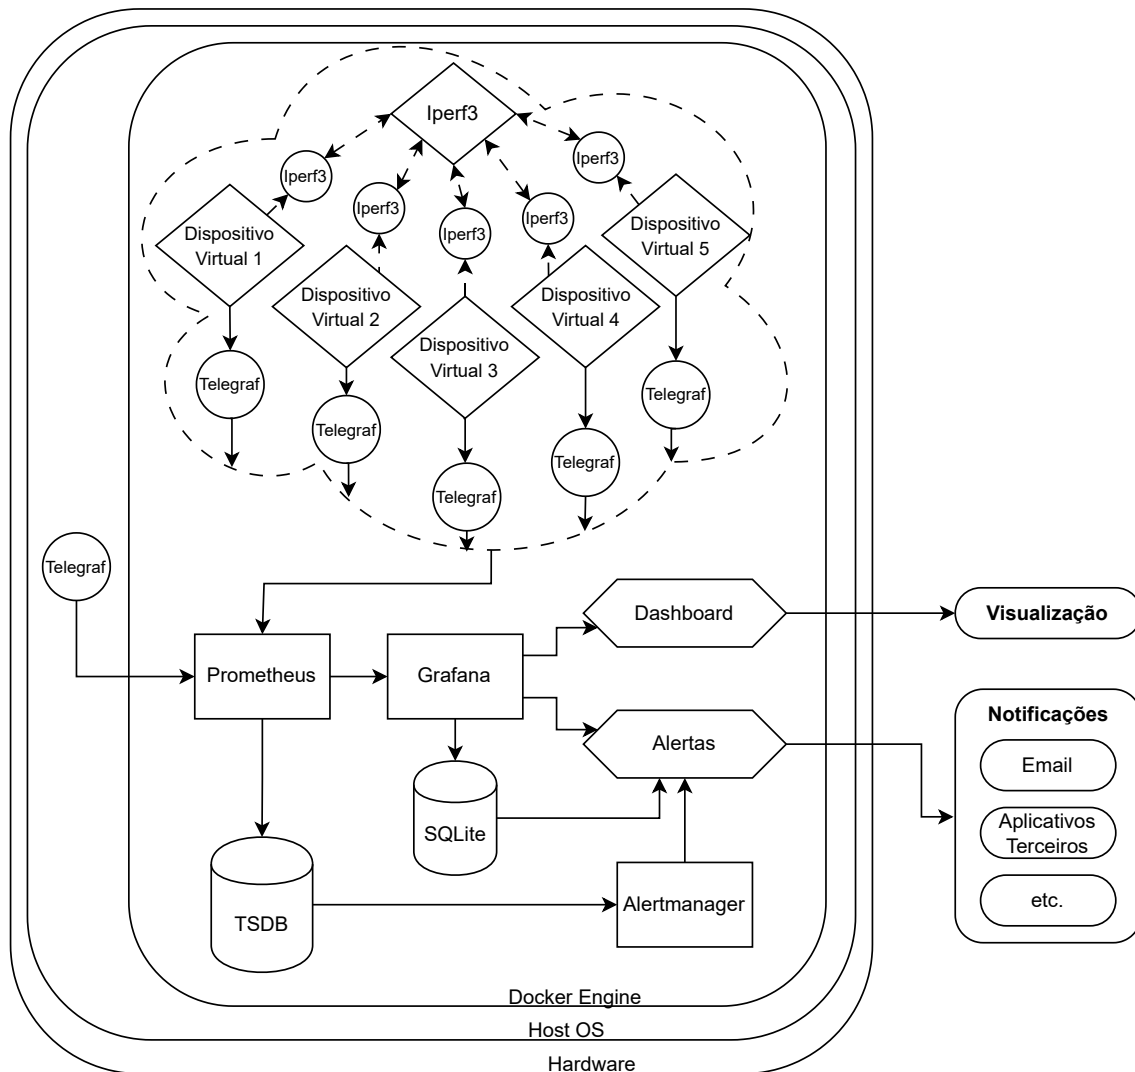 Iperf3
Iperf3
Iperf3
Iperf3
Iperf3
Iperf3
Dispositivo
Virtual 1
Dispositivo
Virtual 2
Dispositivo
Virtual 3
Dispositivo
Virtual 4
Dispositivo
Virtual 5
Telegraf
Telegraf
Telegraf
Telegraf
Telegraf
Telegraf
Prometheus
Grafana
Dashboard
Visualização
Alertas
Notificações
Email
Aplicativos
Terceiros
etc.
SQLite
TSDB
Alertmanager
Docker Engine
Host OS
Hardware